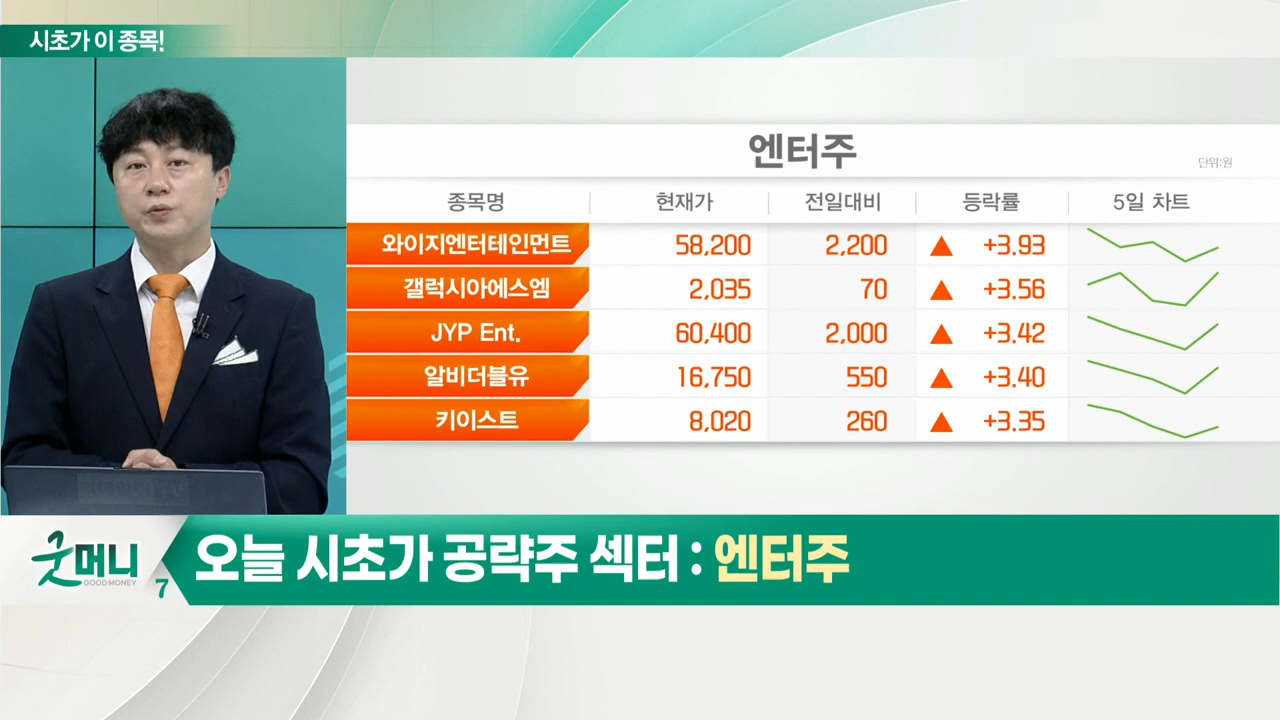 시초가 이 종목!
엔터주
단위:원
종목명 현재가 전일대비 등락률 5일 차트
와이지엔터테인먼트 58,200 2,200 ▲ +3.93
갤럭시아에스엠 2,035 70 ▲ +3.56
JYP Ent. 60,400 2,000 ▲ +3.42
알비더블유 16,750 550 ▲ +3.40
키이스트 8,020 260 ▲ +3.35
굿머니
GOOD MONEY
7
오늘 시초가 공략주 섹터 : 엔터주